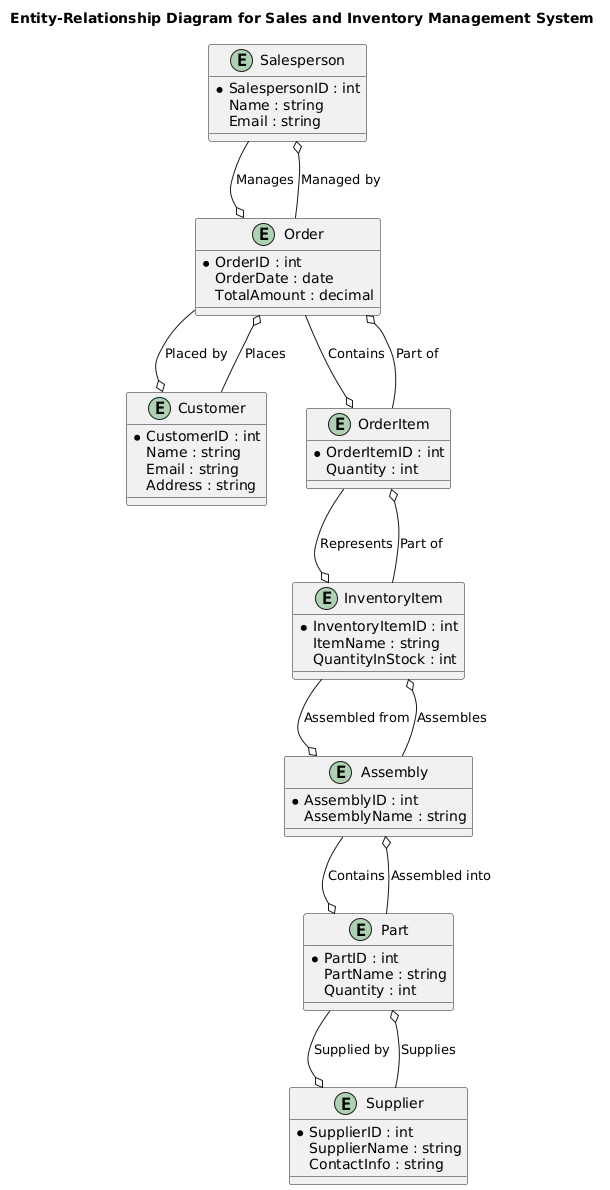 Entity-Relationship Diagram for Sales and Inventory Management System
E Salesperson
SalespersonID : int
Name : string
Email : string
Manages
Managed by
E Order
OrderID : int
OrderDate : date
TotalAmount : decimal
Placed by
Places
Contains
Part of
E Customer
CustomerID : int
Name : string
Email : string
Address : string
E OrderItem
OrderItemID : int
Quantity : int
Represents
Part of
E InventoryItem
InventoryItemID : int
ItemName : string
QuantityInStock : int
Assembled from
Assembles
E Assembly
AssemblyID : int
AssemblyName : string
Contains
Assembled into
E Part
PartID : int
PartName : string
Quantity : int
Supplied by
Supplies
E Supplier
SupplierID : int
SupplierName : string
ContactInfo : string